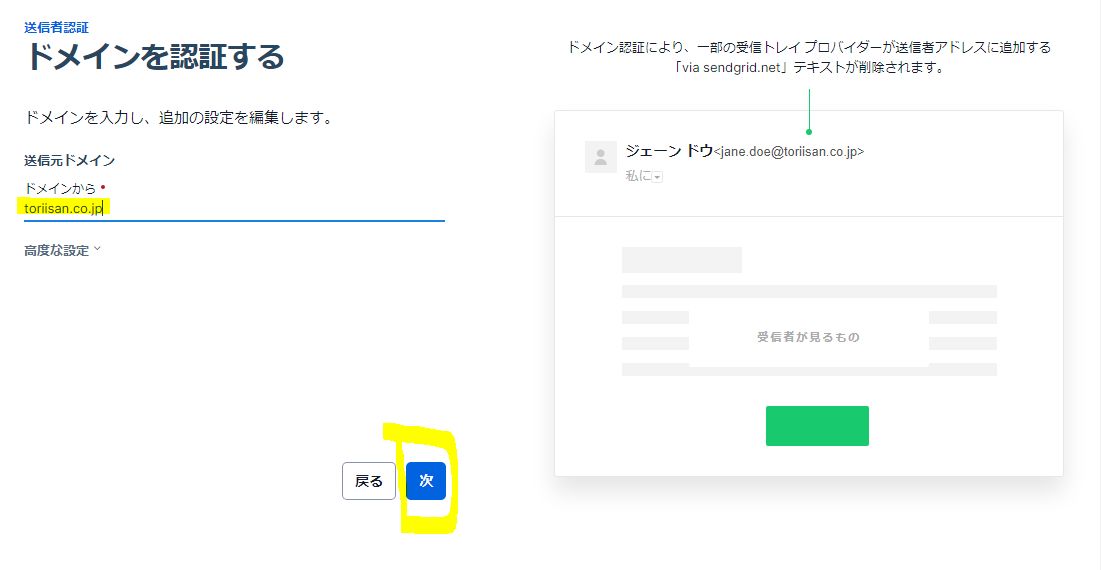 送信者認証
ドメインを認証する
ドメインを入力し、追加の設定を編集します。
送信元ドメイン
ドメインから •
toriisan.co.jp
高度な設定
戻る
次
ドメイン認証により、一部の受信トレイ プロバイダーが送信者アドレスに追加する
「via sendgrid.net」テキストが削除されます。
ジェーン ドウ<jane.doe@toriisan.co.jp>
私に
受信者が見るもの